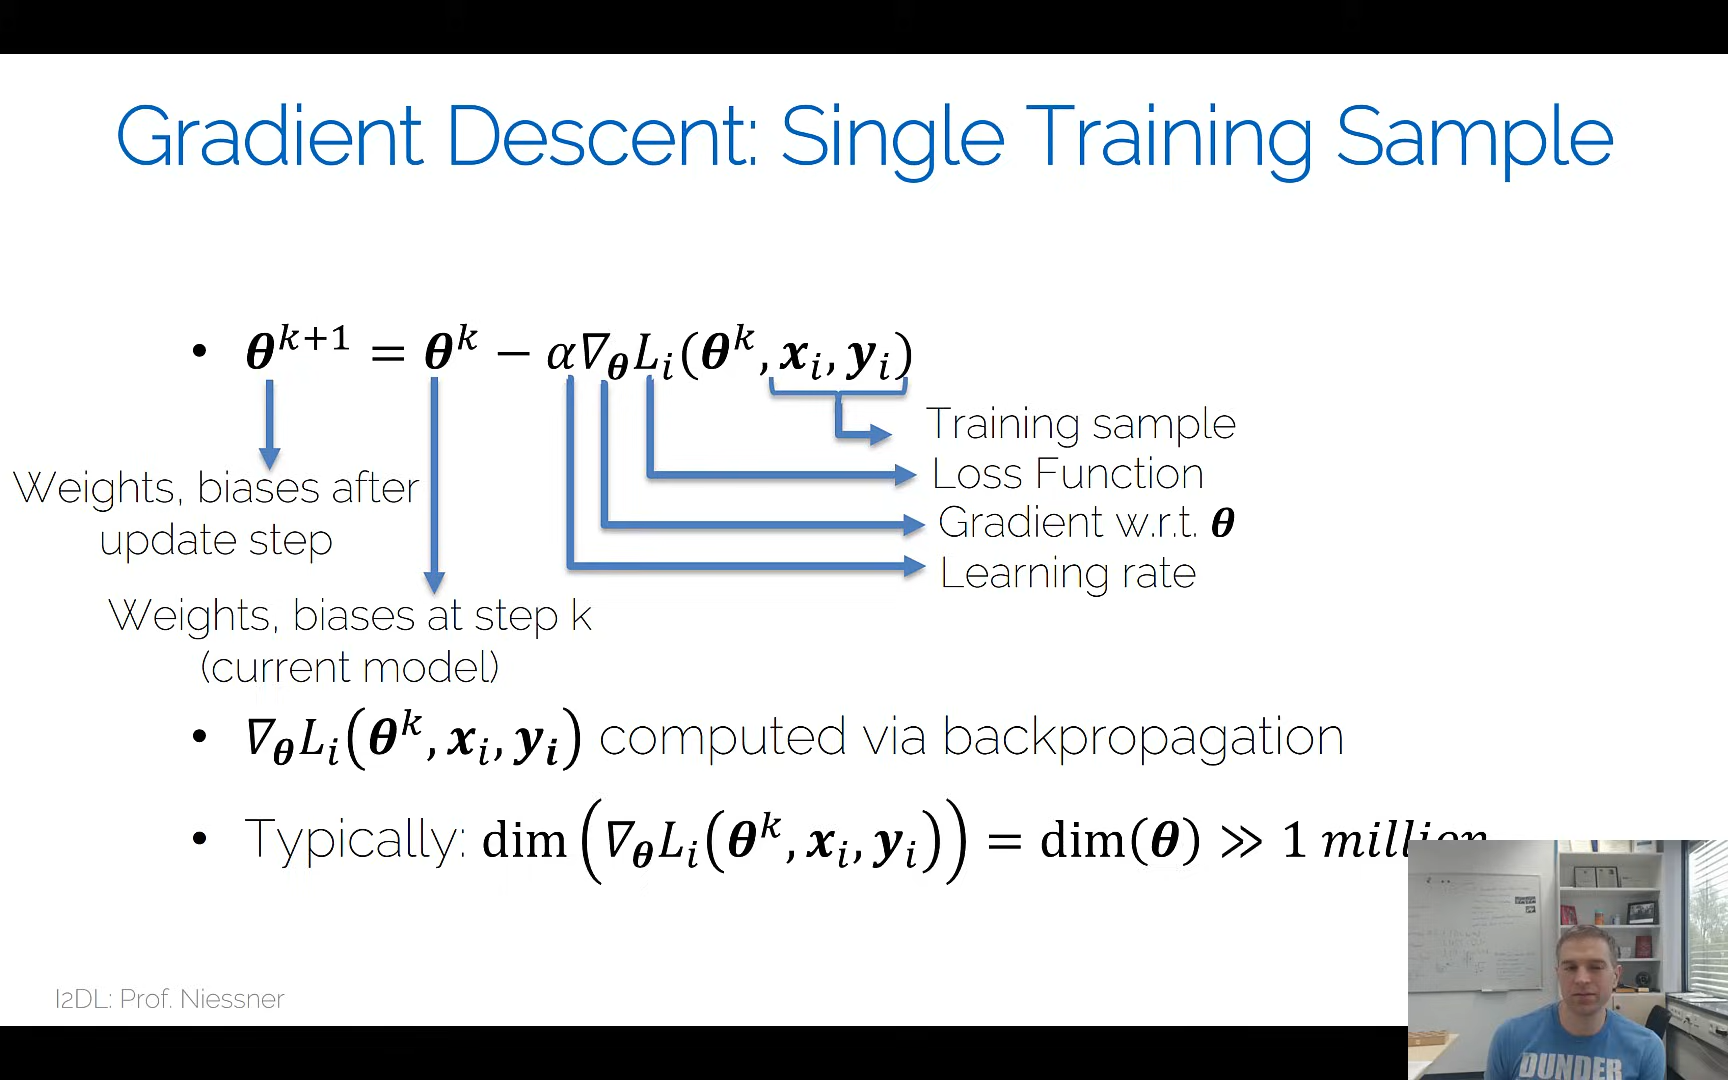 Gradient Descent: Single Training Sample
• 𝜽^{k+1} = 𝜽^k − α∇_𝜽 L_i(𝜽^k, 𝒙_i, 𝒚_i)
Training sample
Loss Function
Gradient w.r.t. 𝜽
Learning rate
Weights, biases after
update step
Weights, biases at step k
(current model)
• ∇_𝜽 L_i(𝜽^k, 𝒙_i, 𝒚_i) computed via backpropagation
• Typically: dim(∇_𝜽 L_i(𝜽^k, 𝒙_i, 𝒚_i)) = dim(𝜽) ≫ 1 million
I2DL: Prof. Niessner
DUNDER